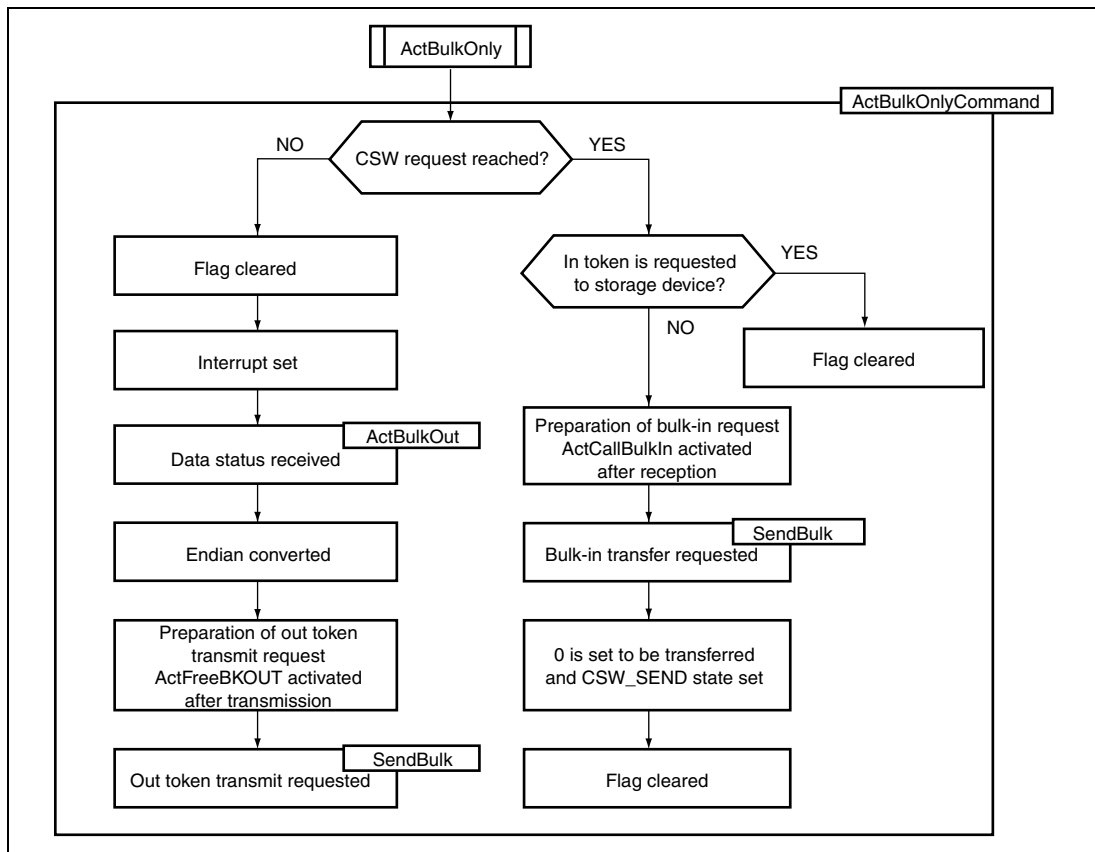 ActBulkOnly
ActBulkOnlyCommand
CSW request reached?
NO
YES
Flag cleared
Interrupt set
ActBulkOut
Data status received
Endian converted
Preparation of out token
transmit request
ActFreeBKOUT activated
after transmission
SendBulk
Out token transmit requested
In token is requested
to storage device?
YES
NO
Flag cleared
Preparation of bulk-in request
ActCallBulkIn activated
after reception
SendBulk
Bulk-in transfer requested
0 is set to be transferred
and CSW_SEND state set
Flag cleared